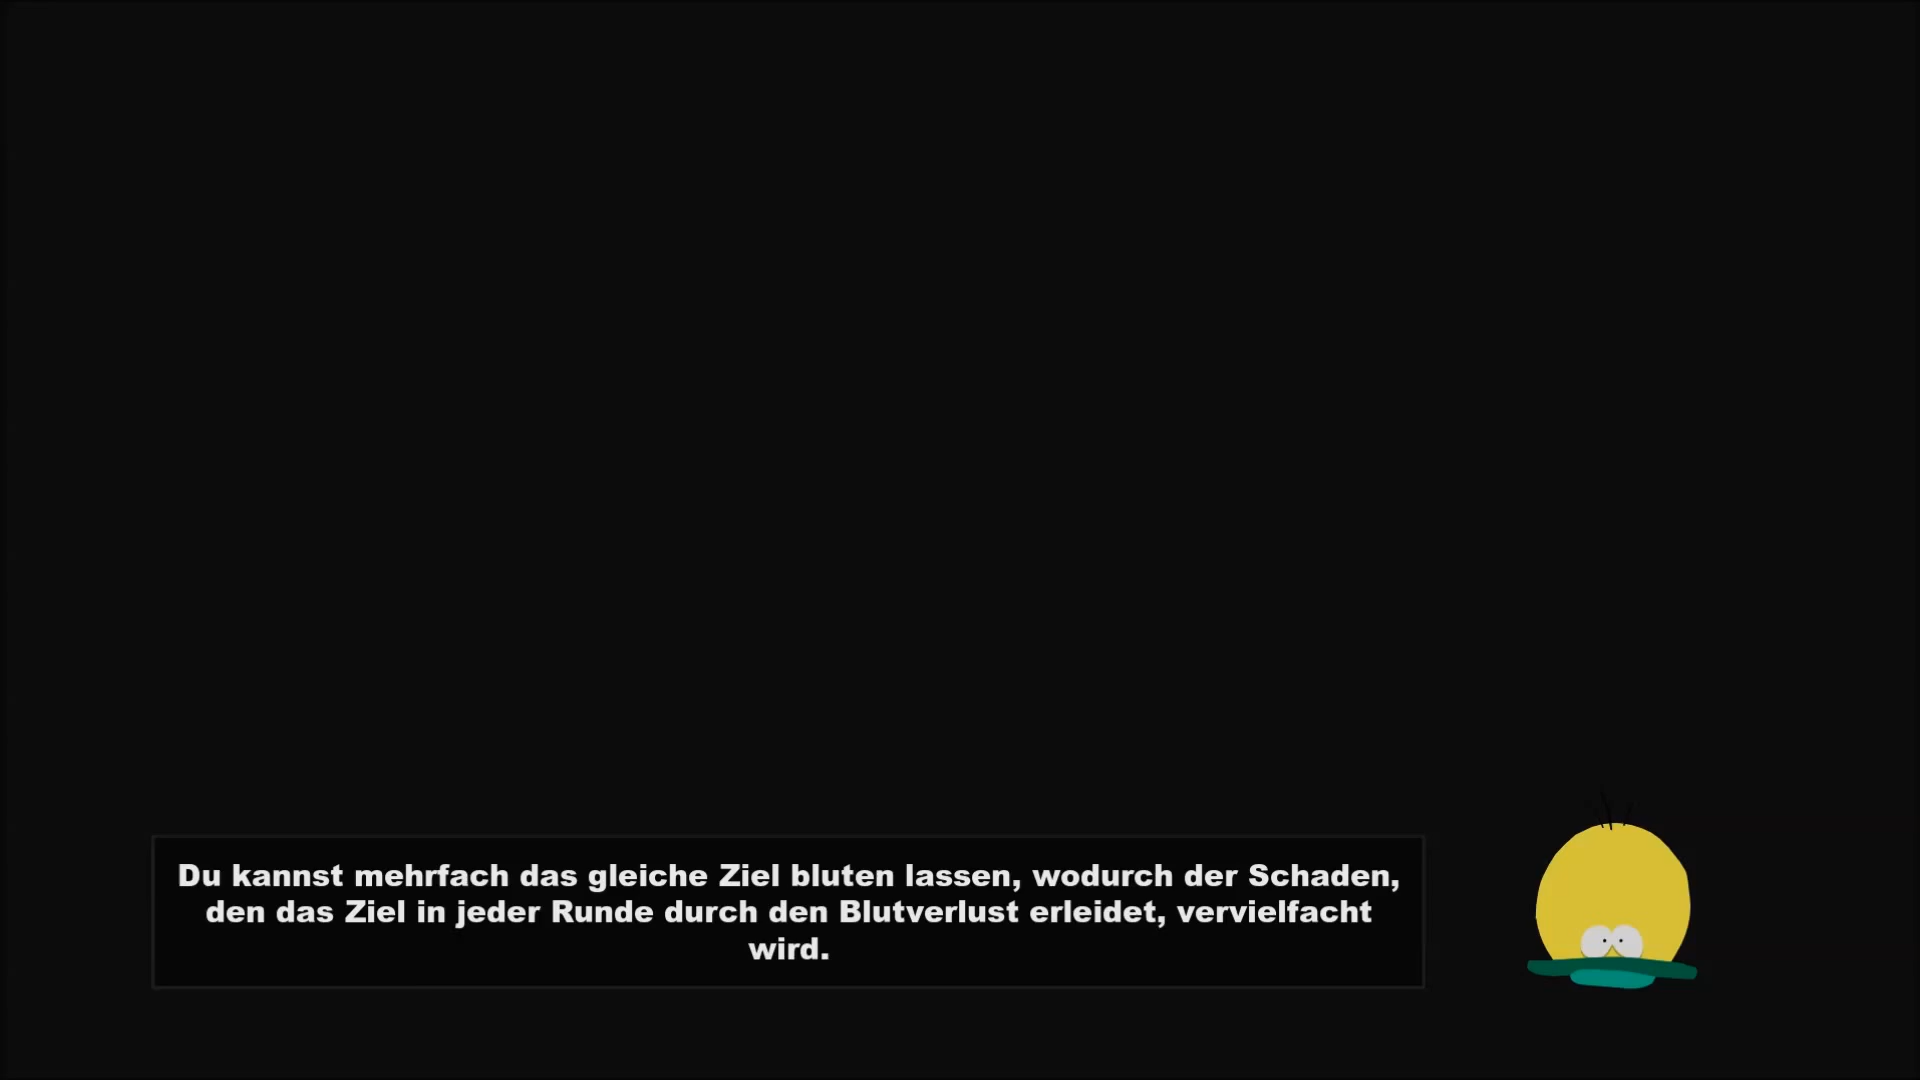 Du kannst mehrfach das gleiche Ziel bluten lassen, wodurch der Schaden,
den das Ziel in jeder Runde durch den Blutverlust erleidet, vervielfacht
wird.